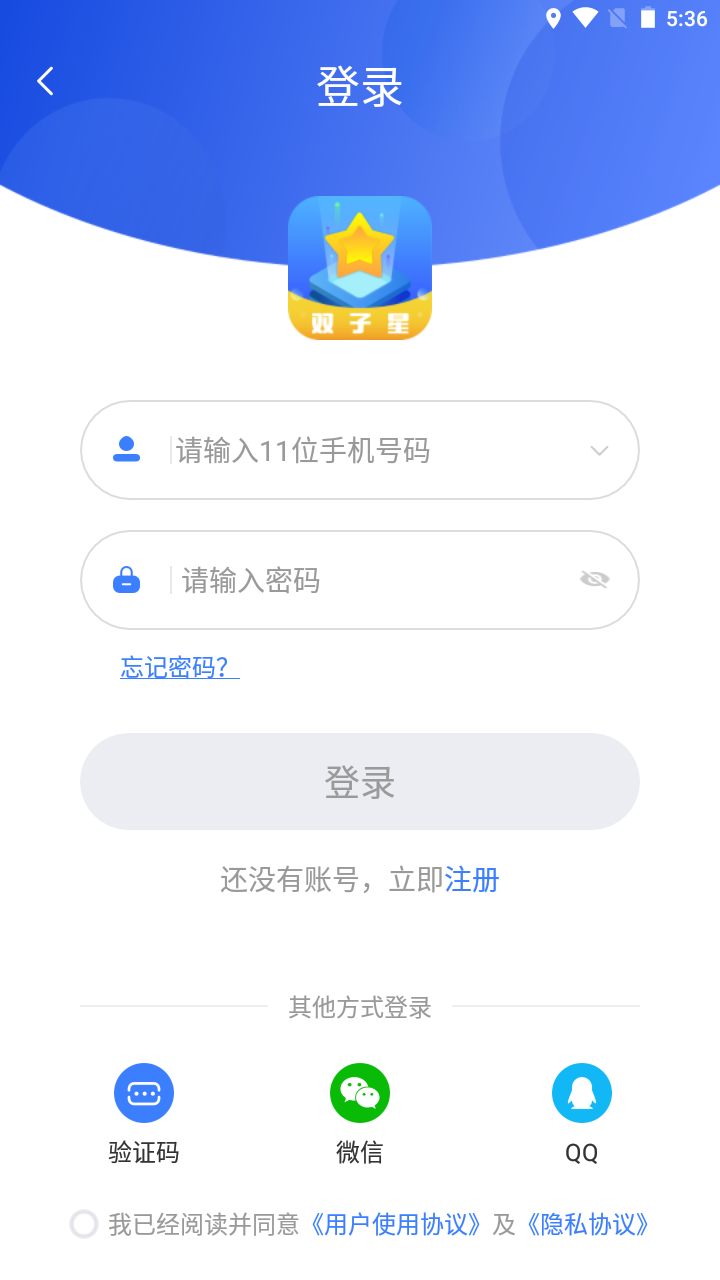 5:36
登录
双子星
请输入11位手机号码
请输入密码
忘记密码？
登录
还没有账号，立即注册
其他方式登录
验证码
微信
QQ
我已经阅读并同意《用户使用协议》及《隐私协议》